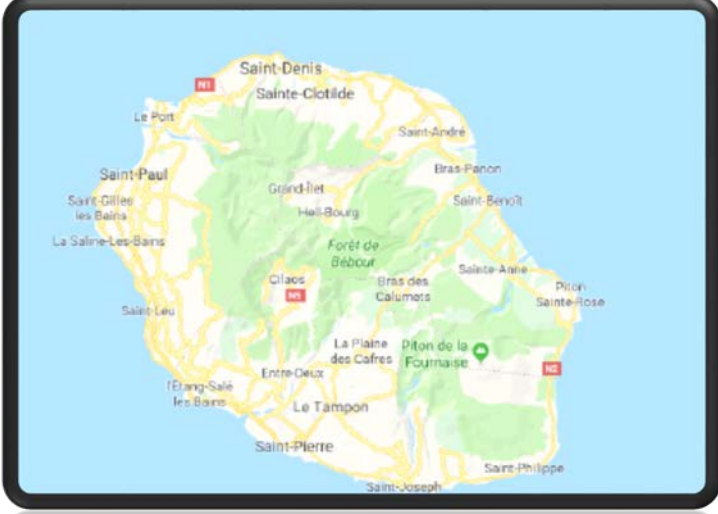 Saint-Denis
N1
Sainte-Clotilde
Le Port
Saint-André
Bras-Panon
Saint-Paul
Grand-Îlet
Saint-Gilles
les Bains
Saint-Benoît
Hell-Bourg
La Saline-Les-Bains
Forêt de
Bébour
Sainte-Anne
Cilaos
Bras des
Calumets
Piton
Sainte-Rose
N5
Saint-Leu
La Plaine
des Cafres
Piton de la
Fournaise
Entre-Deux
N2
l'Étang-Salé
les Bains
Le Tampon
Saint-Pierre
Saint-Philippe
Saint-Joseph